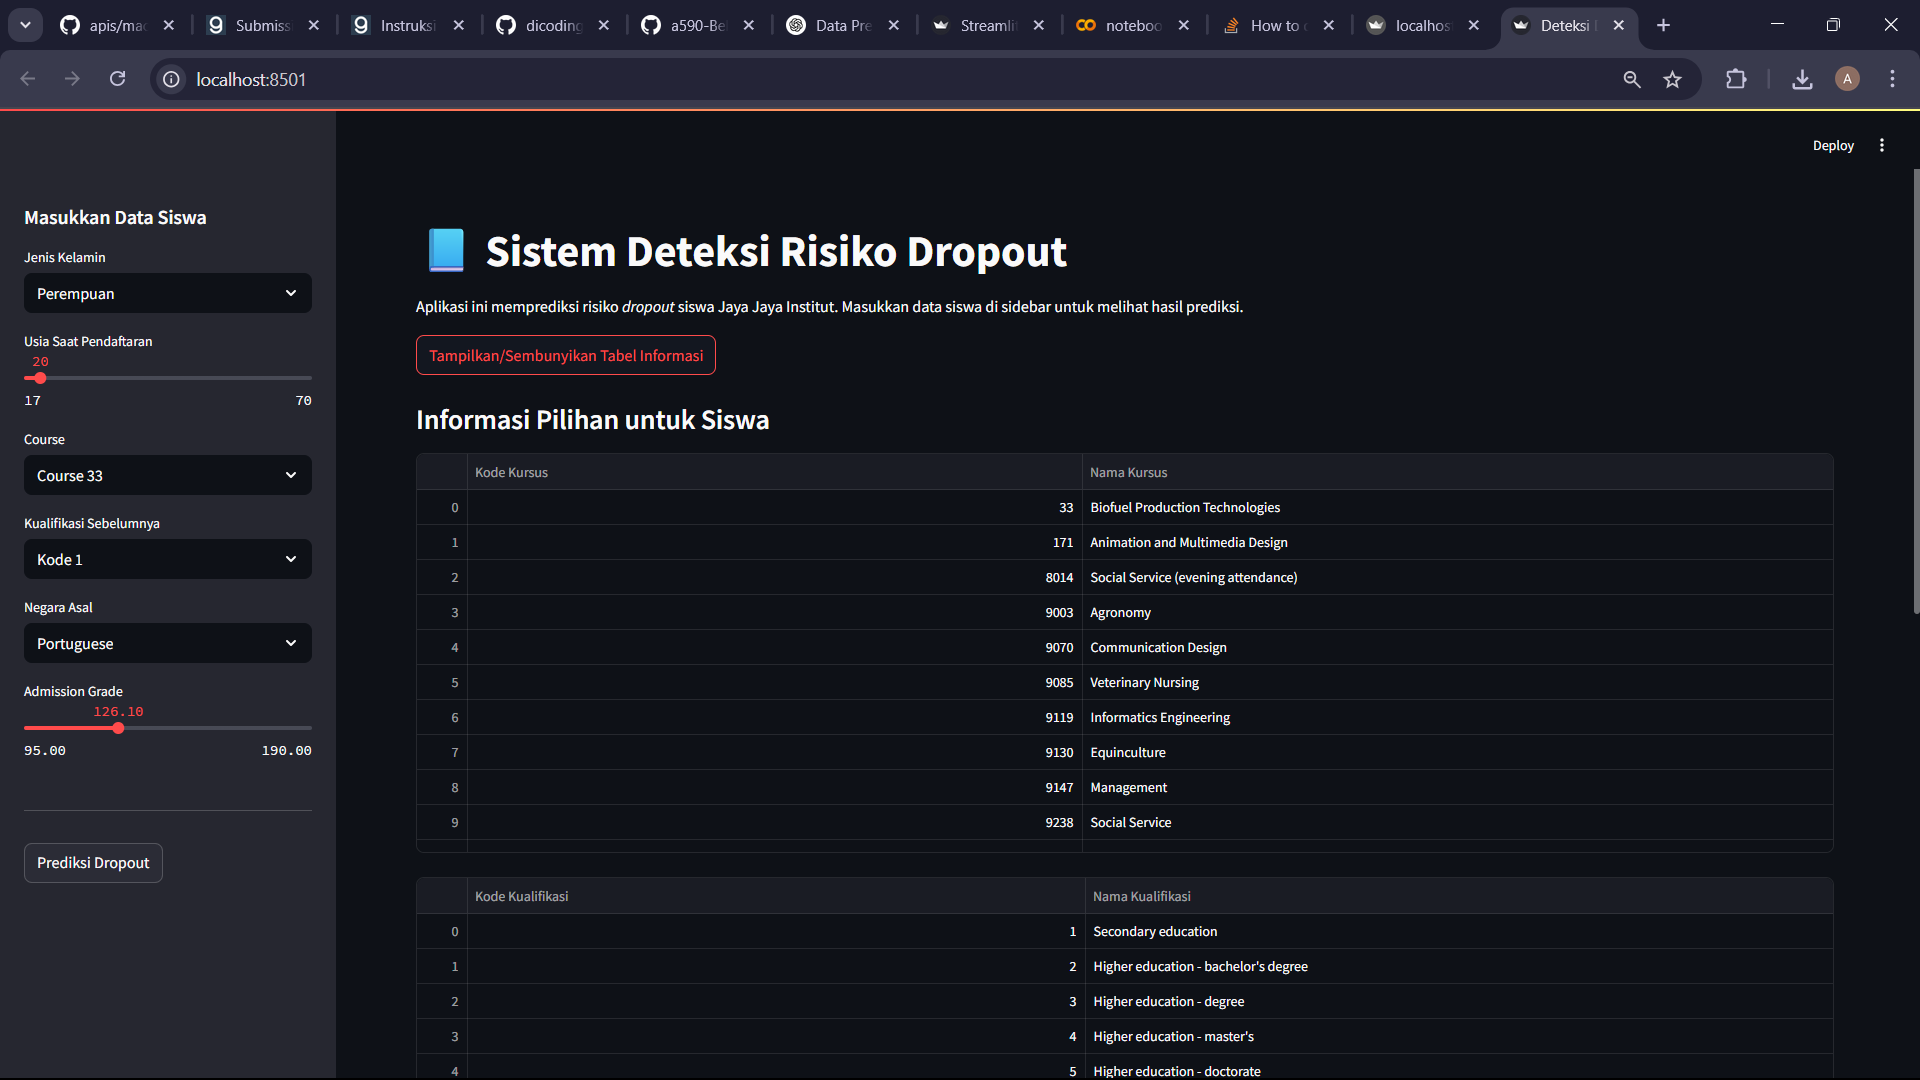 apis/mac
Submiss
Instruksi
dicoding
a590-Be
Data Pre
Streamli
noteboo
How to c
localhos
Deteksi
localhost:8501
A
Deploy
Masukkan Data Siswa
Jenis Kelamin
Perempuan
Usia Saat Pendaftaran
20
17 70
Course
Course 33
Kualifikasi Sebelumnya
Kode 1
Negara Asal
Portuguese
Admission Grade
126.10
95.00 190.00
Prediksi Dropout
Sistem Deteksi Risiko Dropout
Aplikasi ini memprediksi risiko dropout siswa Jaya Jaya Institut. Masukkan data siswa di sidebar untuk melihat hasil prediksi.
Tampilkan/Sembunyikan Tabel Informasi
Informasi Pilihan untuk Siswa
Kode Kursus Nama Kursus
0 33 Biofuel Production Technologies
1 171 Animation and Multimedia Design
2 8014 Social Service (evening attendance)
3 9003 Agronomy
4 9070 Communication Design
5 9085 Veterinary Nursing
6 9119 Informatics Engineering
7 9130 Equinculture
8 9147 Management
9 9238 Social Service
Kode Kualifikasi Nama Kualifikasi
0 1 Secondary education
1 2 Higher education - bachelor's degree
2 3 Higher education - degree
3 4 Higher education - master's
4 5 Higher education - doctorate